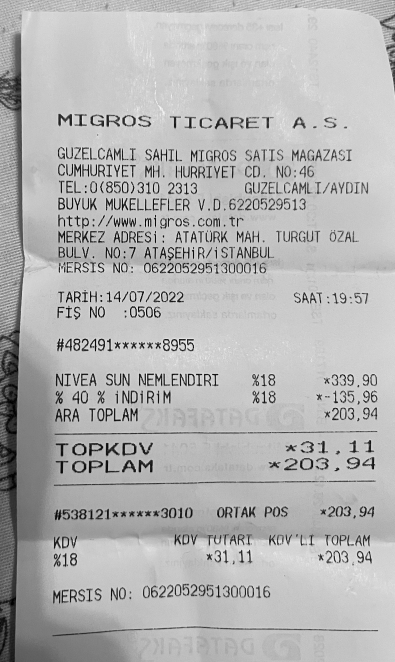 MIGROS TICARET A.S.
GUZELCAMLI SAHIL MIGROS SATIS MAGAZASI
CUMHURIYET MH. HURRIYET CD. NO:46
TEL:0(850)310 2313 GUZELCAMLI/AYDIN
BUYUK MUKELLEFLER V.D.6220529513
http://www.migros.com.tr
MERKEZ ADRESİ: ATATÜRK MAH. TURGUT ÖZAL
BULV. NO:7 ATAŞEHİR/İSTANBUL
MERSIS NO: 0622052951300016
TARİH:14/07/2022 SAAT:19:57
FİŞ NO :0506
#482491******8955
NIVEA SUN NEMLENDIRI %18 *339,90
% 40 % İNDİRİM %18 *-135,96
ARA TOPLAM *203,94
TOPKDV *31,11
TOPLAM *203,94
#538121******3010 ORTAK POS *203,94
KDV KDV TUTARI KDV'LI TOPLAM
%18 *31,11 *203,94
MERSIS NO: 0622052951300016